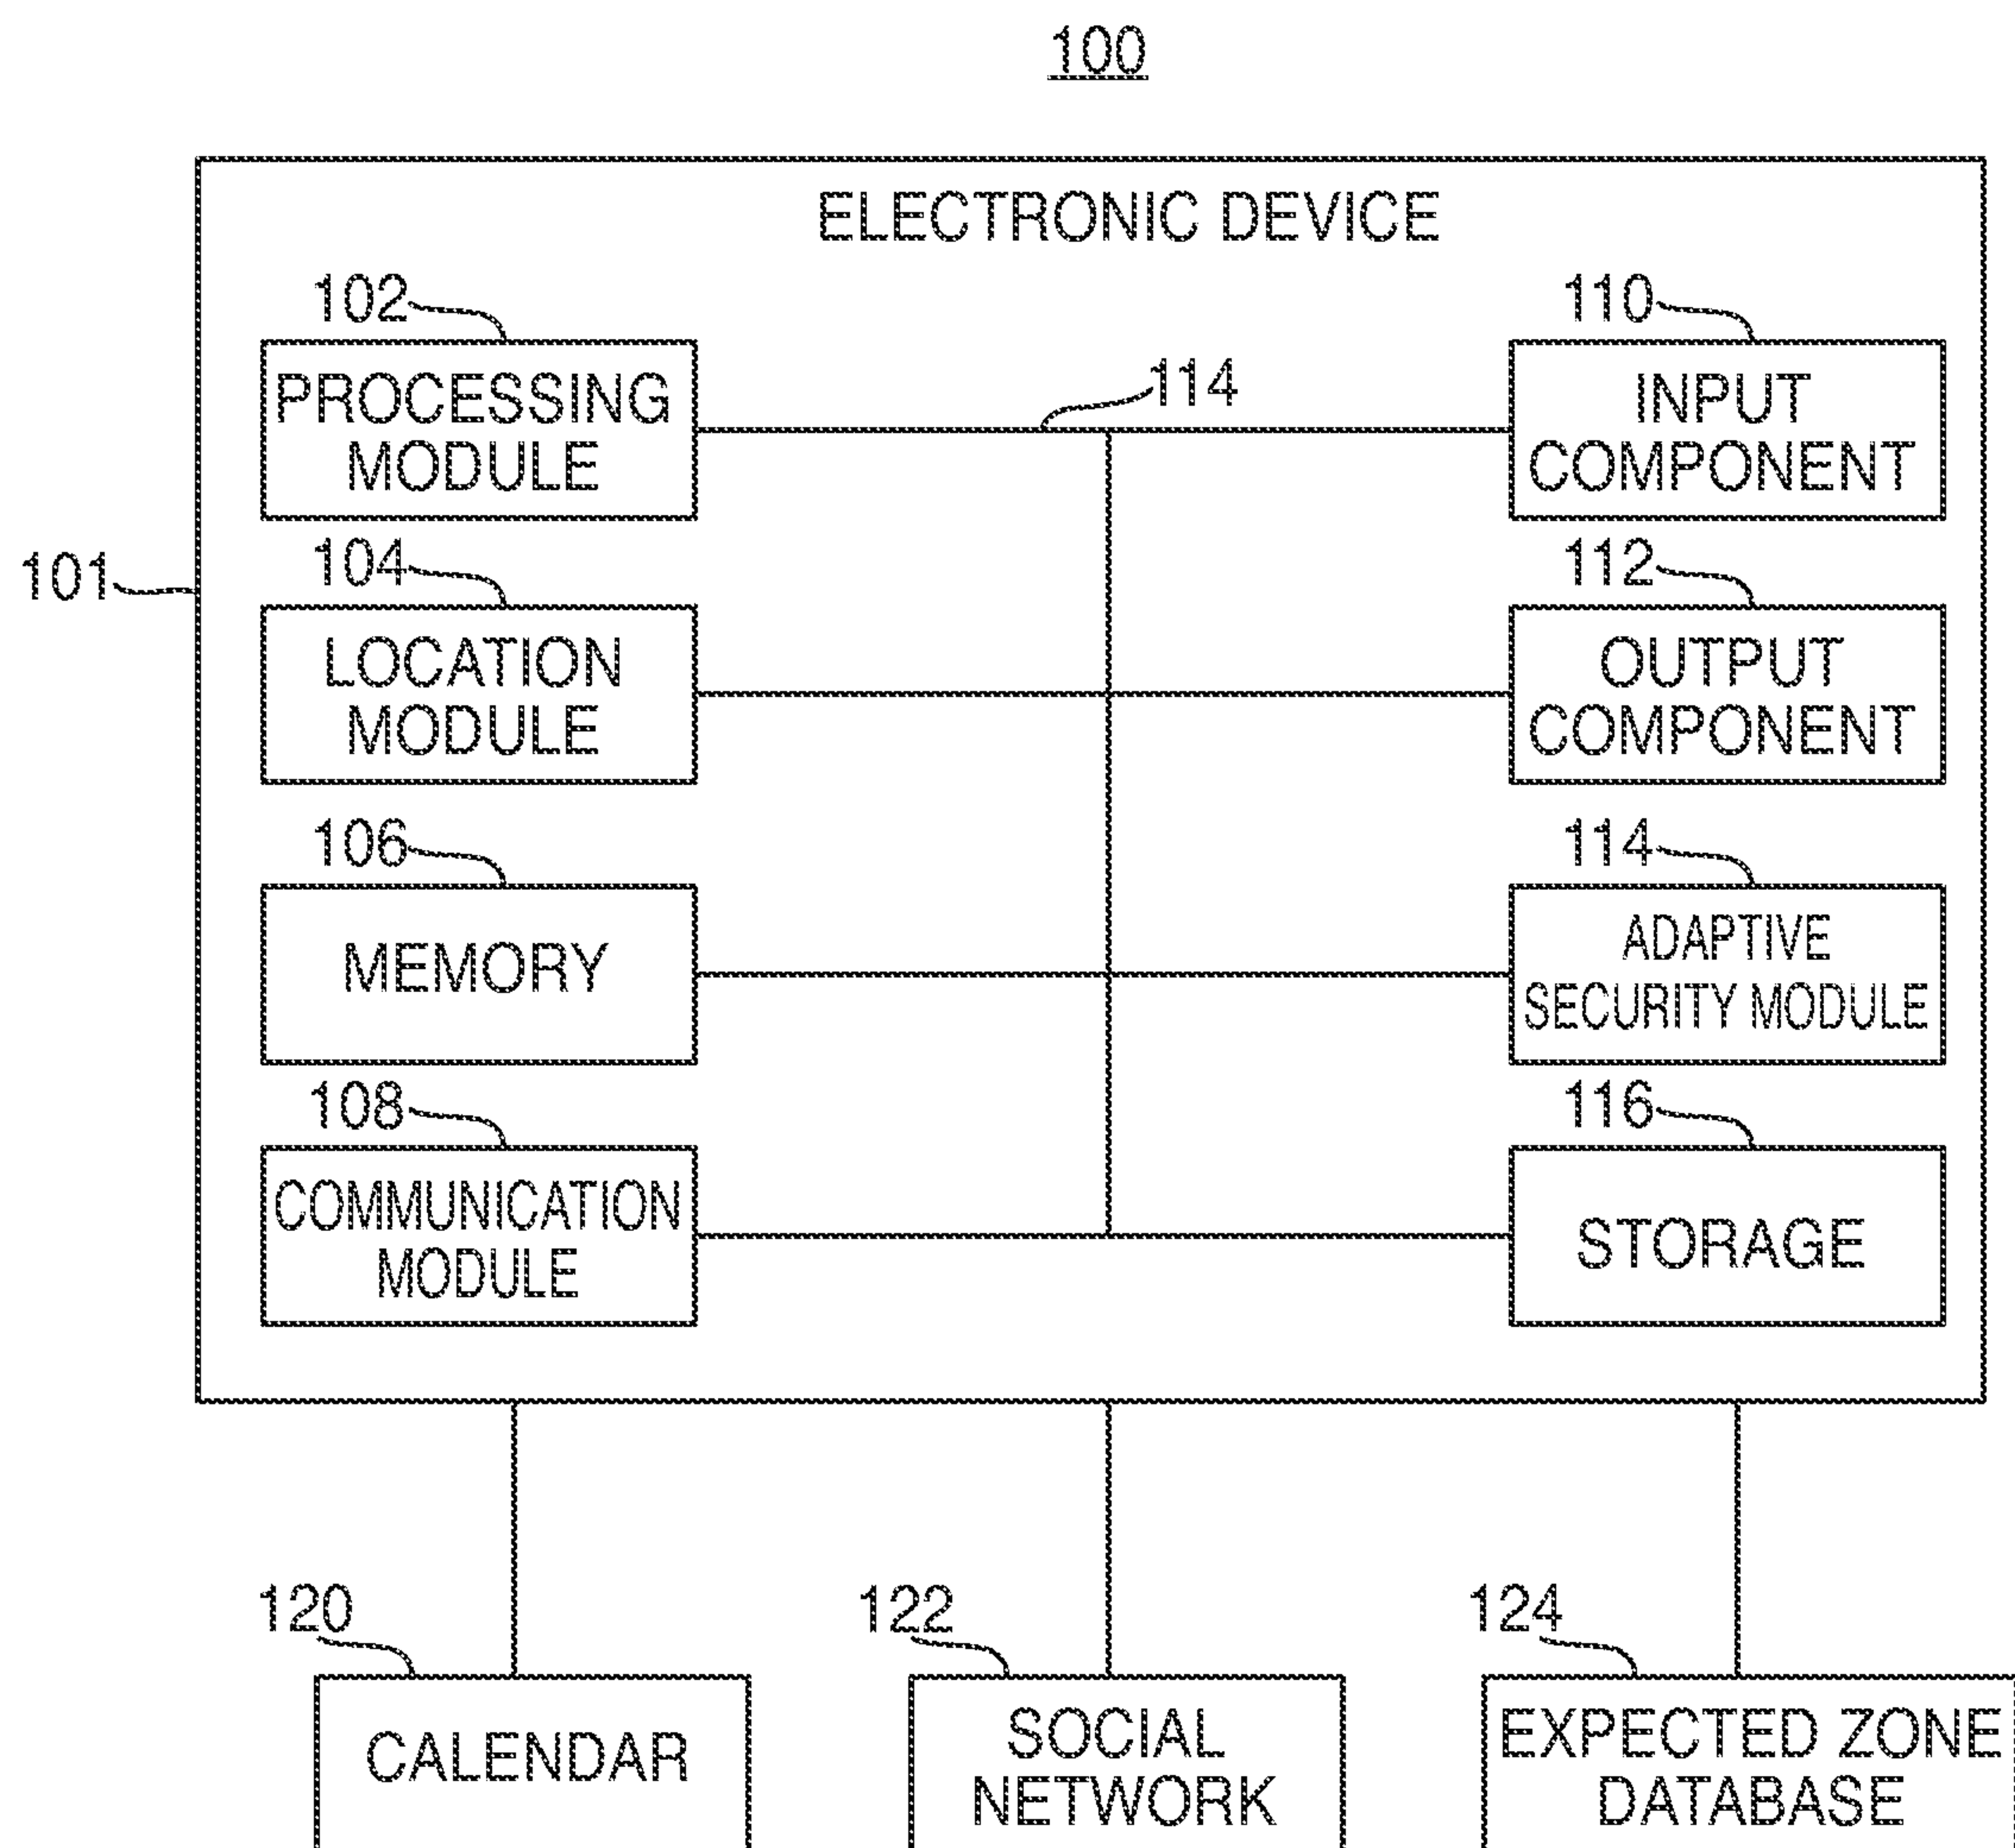 100
ELECTRONIC DEVICE
102
110
PROCESSING
MODULE
114
INPUT
COMPONENT
101
104
112
LOCATION
MODULE
OUTPUT
COMPONENT
106
114
MEMORY
ADAPTIVE
SECURITY MODULE
108
116
COMMUNICATION
MODULE
STORAGE
120
122
124
CALENDAR
SOCIAL
NETWORK
EXPECTED ZONE
DATABASE